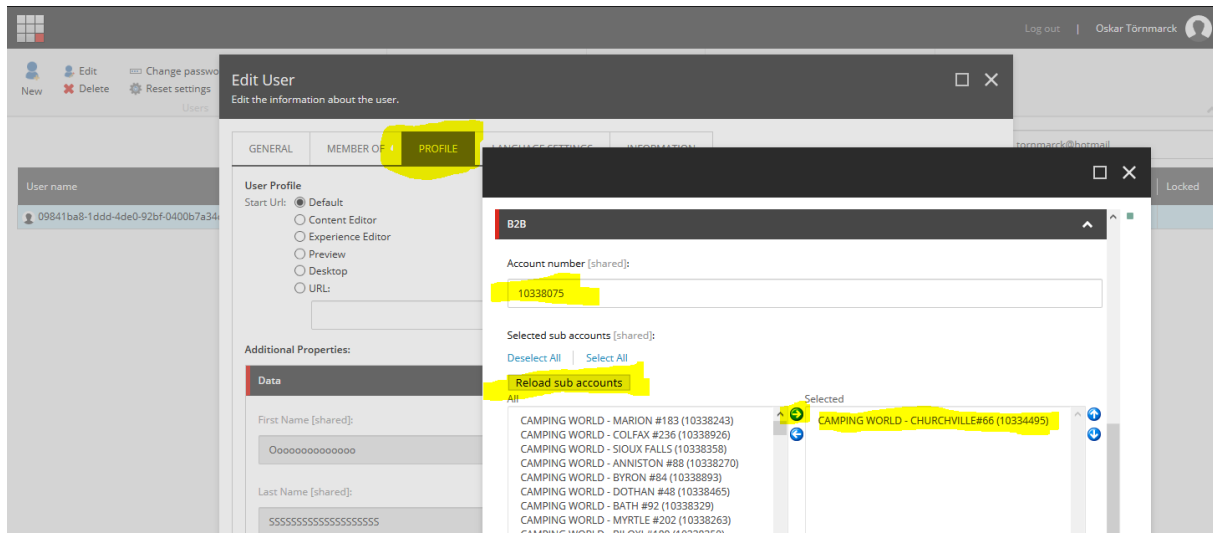 Log out | Oskar Törnmarck
New
Edit
Delete
Change passwo
Reset settings
Users
Edit User
Edit the information about the user.
GENERAL
MEMBER OF
PROFILE
LANGUAGE SETTINGS
INFORMATION
tornmarck@hotmail
User name
Locked
09841ba8-1ddd-4de0-92bf-0400b7a34
User Profile
Start Url:
Default
Content Editor
Experience Editor
Preview
Desktop
URL:
Additional Properties:
Data
First Name [shared]:
Ooooooooooooo
Last Name [shared]:
B2B
Account number [shared]:
10338075
Selected sub accounts [shared]:
Deselect All | Select All
Reload sub accounts
All
CAMPING WORLD - MARION #183 (10338243)
CAMPING WORLD - COLFAX #236 (10338926)
CAMPING WORLD - SIOUX FALLS (10338358)
CAMPING WORLD - ANNISTON #88 (10338270)
CAMPING WORLD - BYRON #84 (10338893)
CAMPING WORLD - DOTHAN #48 (10338465)
CAMPING WORLD - BATH #92 (10338329)
CAMPING WORLD - MYRTLE #202 (10338263)
Selected
CAMPING WORLD - CHURCHVILLE#66 (10334495)